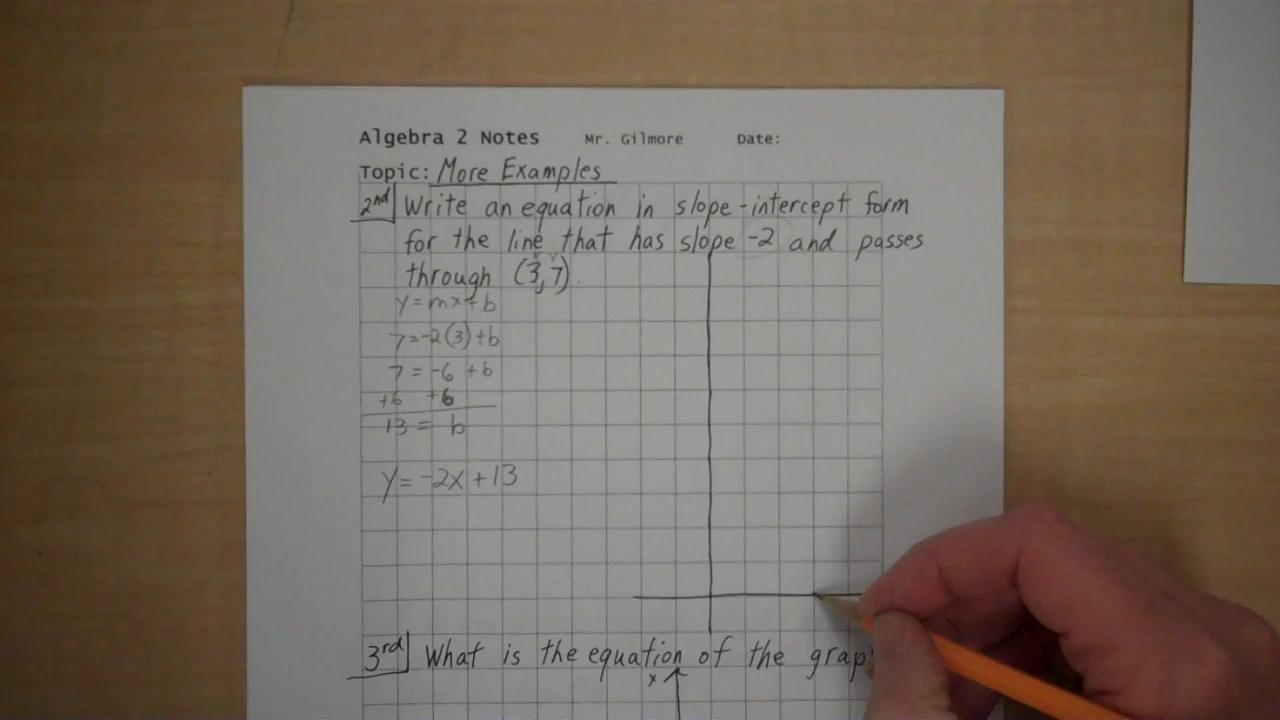 Algebra 2 Notes Mr. Gilmore Date:
Topic: More Examples
2nd Write an equation in slope-intercept form
for the line that has slope -2 and passes
through (3,7).
x y
y=mx+b
7=-2(3)+b
7 = -6 +b
+6 +6
13 = b
y=-2x+13
3rd What is the equation of the grap
x